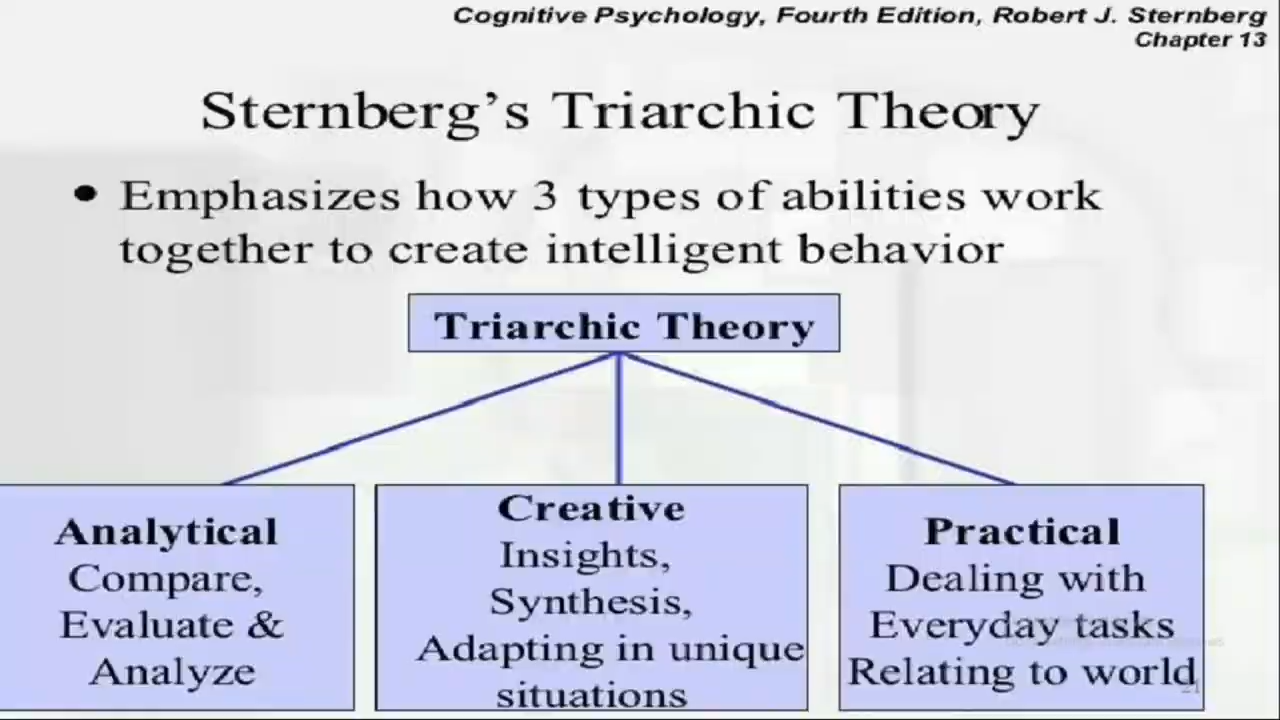 Cognitive Psychology, Fourth Edition, Robert J. Sternberg
Chapter 13
Sternberg's Triarchic Theory
• Emphasizes how 3 types of abilities work
together to create intelligent behavior
Triarchic Theory
Analytical
Compare,
Evaluate &
Analyze
Creative
Insights,
Synthesis,
Adapting in unique
situations
Practical
Dealing with
Everyday tasks
Relating to world
21